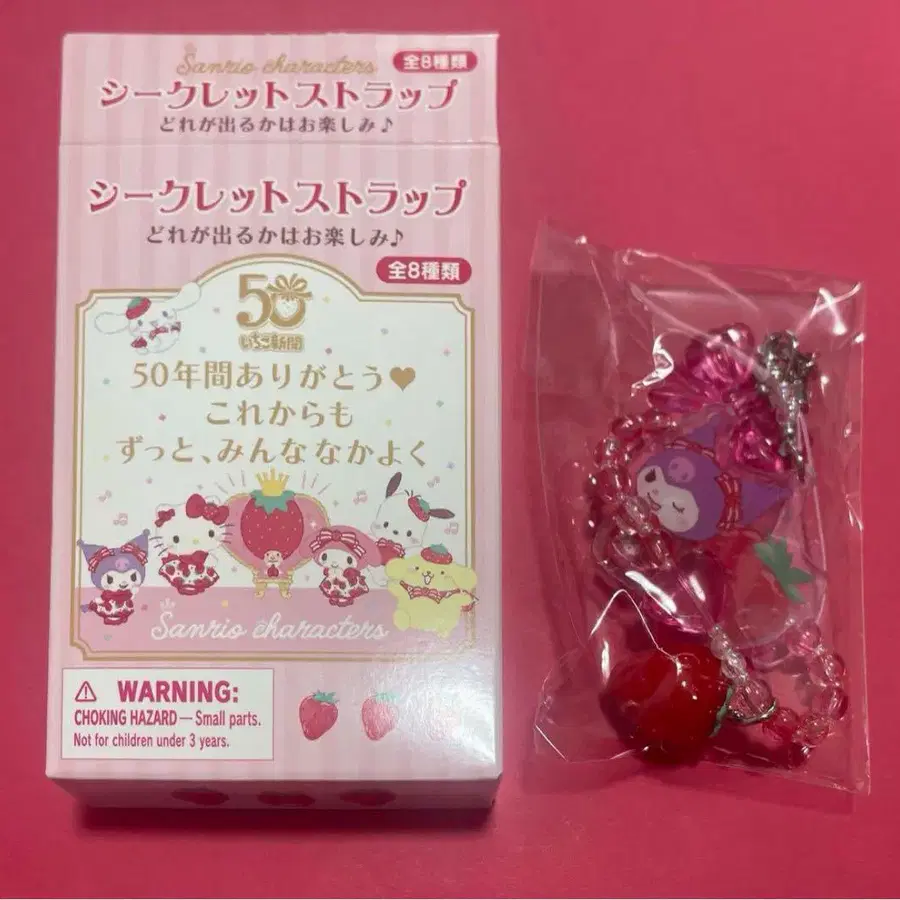 Sanrio characters
全8種類
シークレットストラップ
どれが出るかはお楽しみ♪
シークレットストラップ
どれが出るかはお楽しみ♪
全8種類
50
いちご新聞
50年間ありがとう♥
これからも
ずっと、みんななかよく
Sanrio characters
⚠ WARNING:
CHOKING HAZARD — Small parts.
Not for children under 3 years.